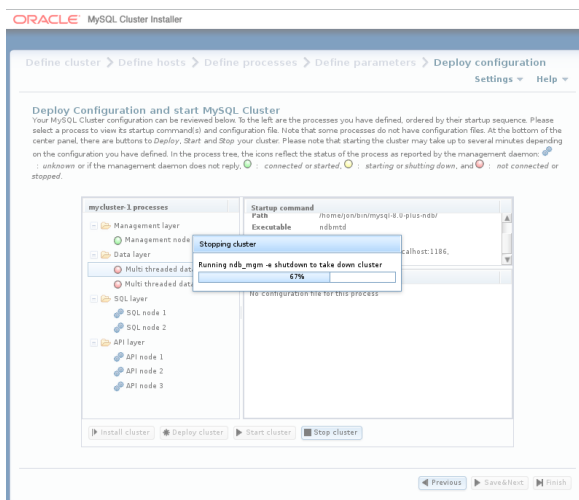 ORACLE MySQL Cluster Installer
Define cluster > Define hosts > Define processes > Define parameters > Deploy configuration
Settings Help
Deploy Configuration and start MySQL Cluster
Your MySQL Cluster configuration can be reviewed below. To the left are the processes you have defined, ordered by their startup sequence. Please
select a process to view its startup command(s) and configuration file. Note that some processes do not have configuration files. At the bottom of the
center panel, there are buttons to Deploy, Start and Stop your cluster. Please note that starting the cluster may take up to several minutes depending
on the configuration you have defined. In the process tree, the icons reflect the status of the process as reported by the management daemon:
: unknown or if the management daemon does not reply, : connected or started, : starting or shutting down, and : not connected or
stopped.
mycluster-1 processes
Management layer
Management node
Data layer
Multi threaded dat
Multi threaded data
SQL layer
SQL node 1
SQL node 2
API layer
API node 1
API node 2
API node 3
Startup command
Path /home/jon/bin/mysql-8.0-plus-ndb/
Executable ndbmtd
calhost:1186,
No configuration file for this process
Stopping cluster
Running ndb_mgm -e shutdown to take down cluster
67%
Install cluster Deploy cluster Start cluster Stop cluster
Previous Save&Next Finish